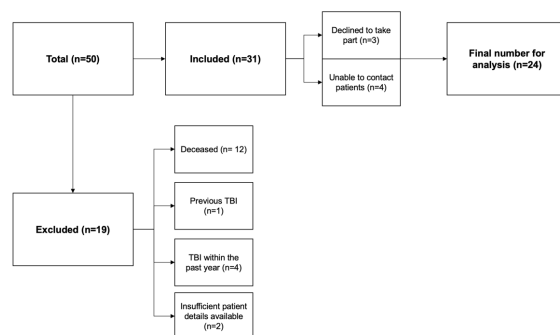 Total (n=50)
Included (n=31)
Declined to take
part (n=3)
Unable to contact
patients (n=4)
Final number for
analysis (n=24)
Excluded (n=19)
Deceased (n= 12)
Previous TBI
(n=1)
TBI within the
past year (n=4)
Insufficient patient
details available
(n=2)